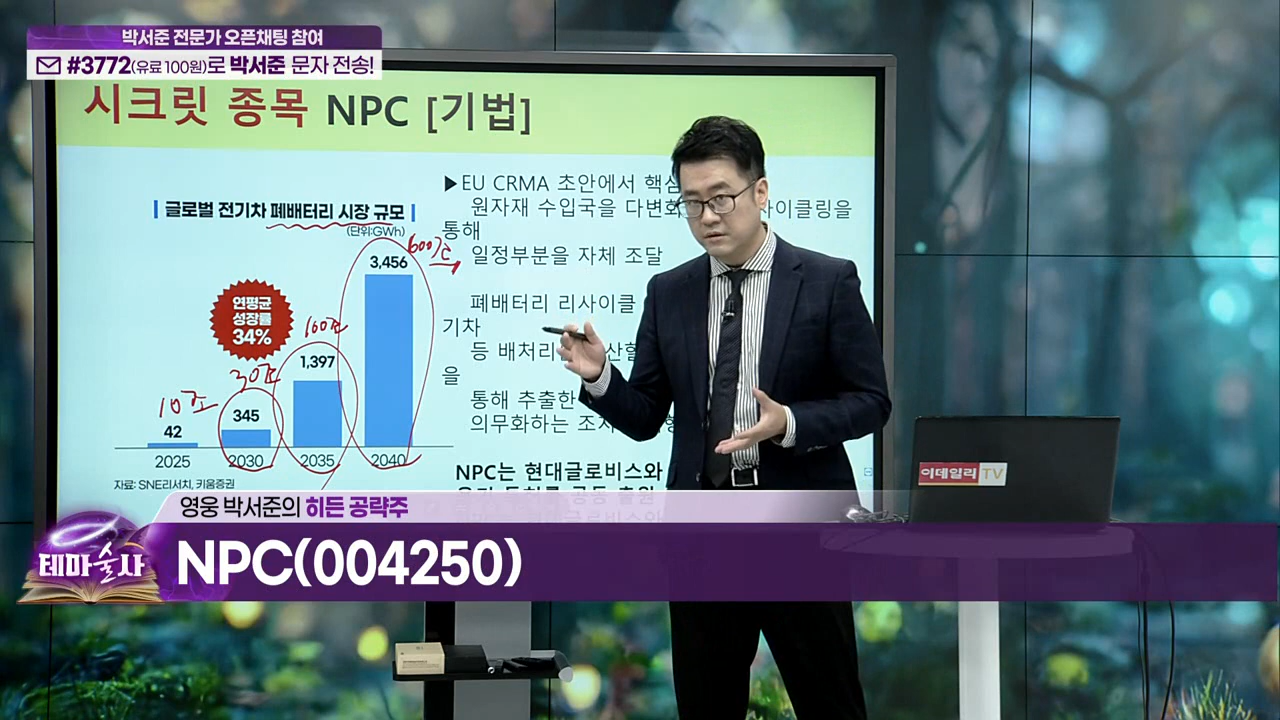 박서준 전문가 오픈채팅 참여
#3772(유료 100원)로 박서준 문자 전송!
시크릿 종목 NPC [기법]
글로벌 전기차 폐배터리 시장 규모
(단위:GWh)
연평균
성장률
34%
10조
30조
100조
600조
42
345
1,397
3,456
2025
2030
2035
2040
자료: SNE리서치, 키움증권
▶EU CRMA 초안에서 핵심
원자재 수입국을 다변화 사이클링을
통해
일정부분을 자체 조달
폐배터리 리사이클
기차
등 배처리
을
통해 추출한
의무화하는
NPC는 현대글로비스와
이데일리TV
영웅 박서준의 히든 공략주
테마술사
NPC(004250)